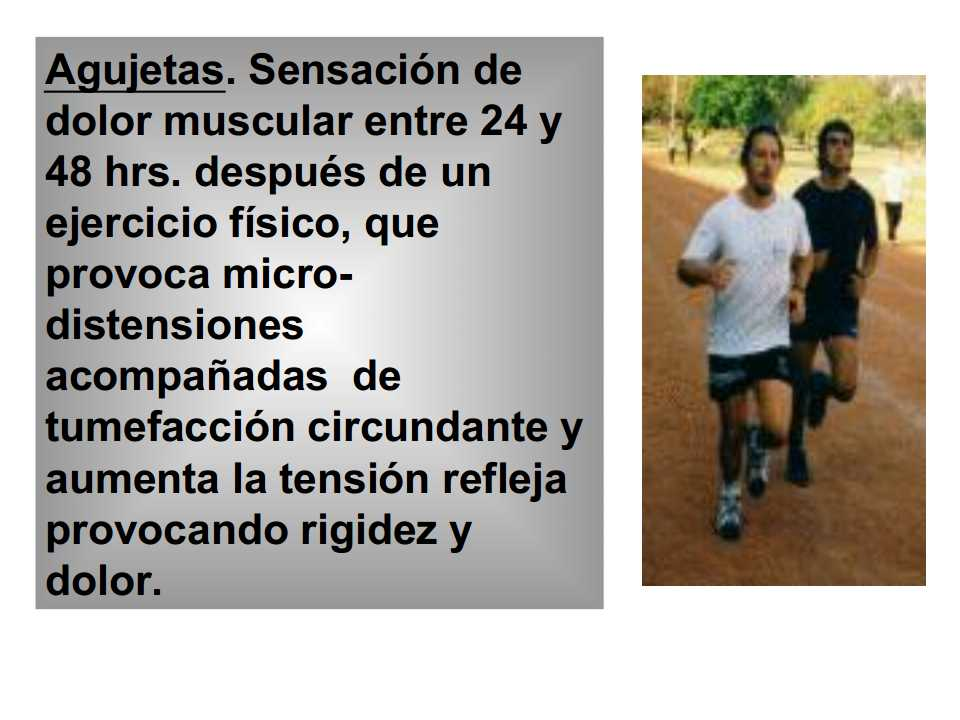 Agujetas. Sensación de
dolor muscular entre 24 y
48 hrs. después de un
ejercicio físico, que
provoca micro-
distensiones
acompañadas  de
tumefacción circundante y
aumenta la tensión refleja
provocando rigidez y
dolor.